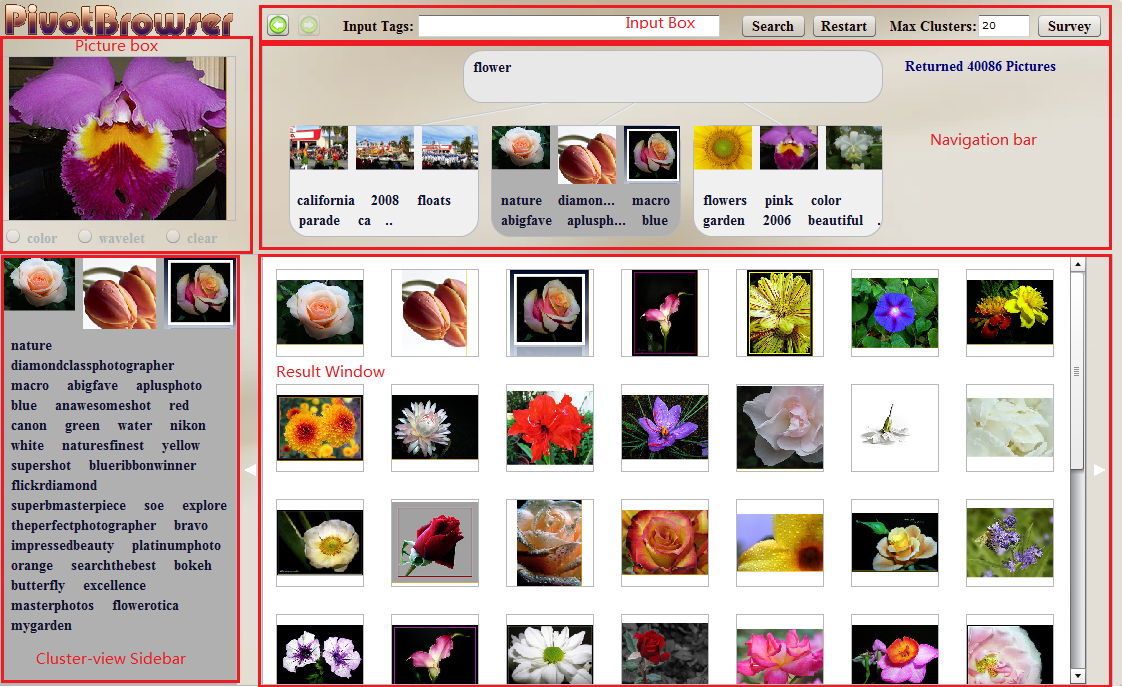 PivotBrowser
Input Tags:
Input Box
Search
Restart
Max Clusters: 20
Survey
Picture box
color
wavelet
clear
flower
Returned 40086 Pictures
Navigation bar
california 2008 floats
parade ca ..
nature diamon... macro
abigfave aplusph... blue
flowers pink color
garden 2006 beautiful .
nature
diamondclassphotographer
macro abigfave aplusphoto
blue anawesomeshot red
canon green water nikon
white naturesfinest yellow
supershot blueribbonwinner
flickrdiamond
superbmasterpiece soe explore
theperfectphotographer bravo
impressedbeauty platinumphoto
orange searchthebest bokeh
butterfly excellence
masterphotos flowerotica
mygarden
Cluster-view Sidebar
Result Window